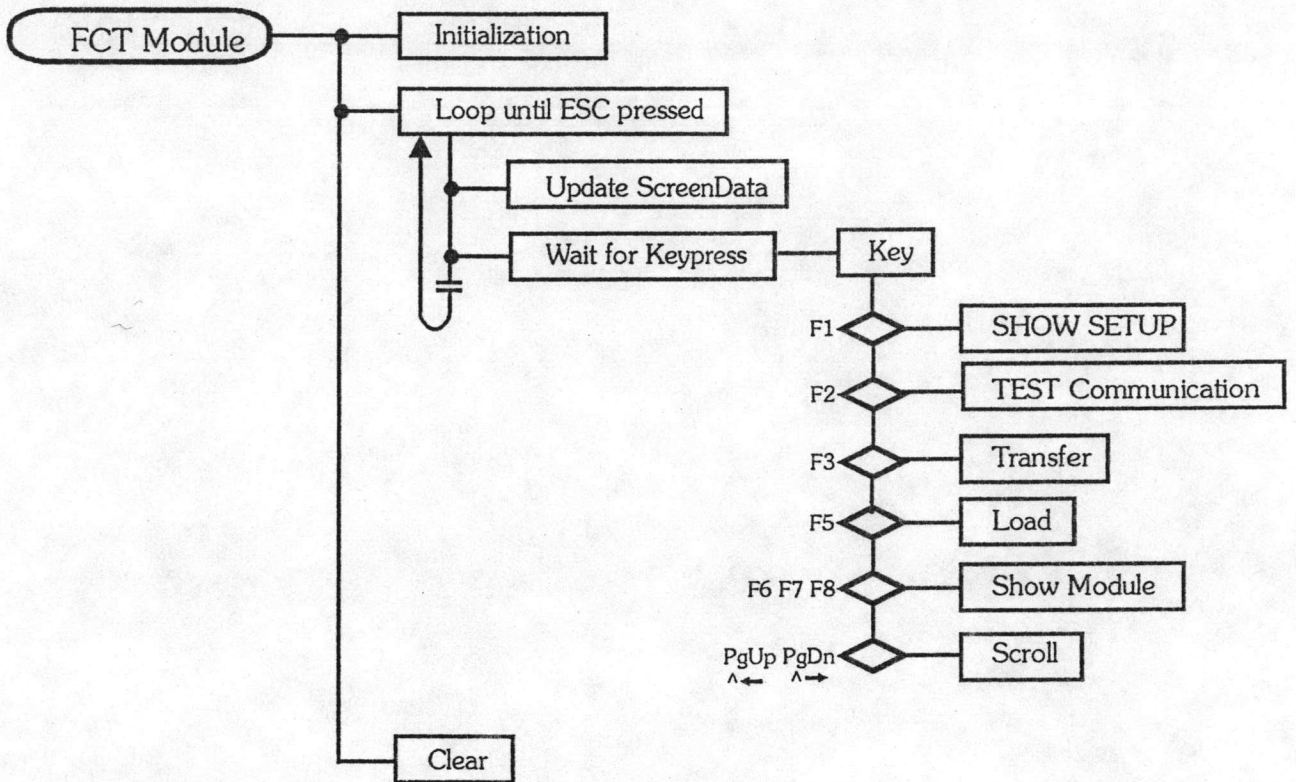 FCT Module
Initialization
Loop until ESC pressed
Update ScreenData
Wait for Keypress
Key
F1
SHOW SETUP
F2
TEST Communication
F3
Transfer
F5
Load
F6 F7 F8
Show Module
PgUp PgDn
^← ^→
Scroll
Clear